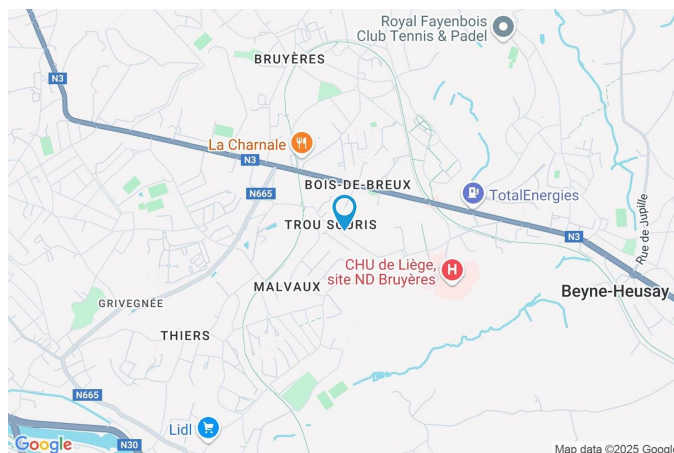 Royal Fayenbois
Club Tennis & Padel
BRUYÈRES
N3
La Charnale
N3
BOIS-DE-BREUX
N665
TotalEnergies
TROU SOURIS
N3
Rue de Jupille
CHU de Liège,
site ND Bruyères
MALVAUX
Beyne-Heusay
GRIVEGNÉE
THIERS
N665
Lidl
Google
N30
Map data ©2025 Google